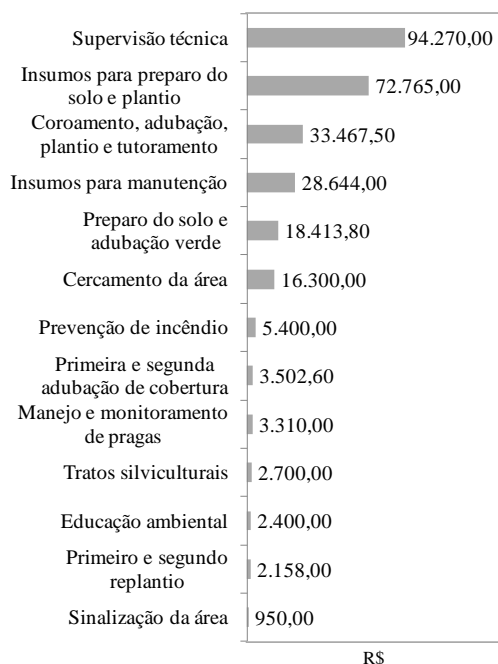 Supervisão técnica 94.270,00
Insumos para preparo do
solo e plantio 72.765,00
Coroamento, adubação,
plantio e tutoramento 33.467,50
Insumos para manutenção 28.644,00
Preparo do solo e
adubação verde 18.413,80
Cercamento da área 16.300,00
Prevenção de incêndio 5.400,00
Primeira e segunda
adubação de cobertura 3.502,60
Manejo e monitoramento
de pragas 3.310,00
Tratos silviculturais 2.700,00
Educação ambiental 2.400,00
Primeiro e segundo
replantio 2.158,00
Sinalização da área 950,00
R$